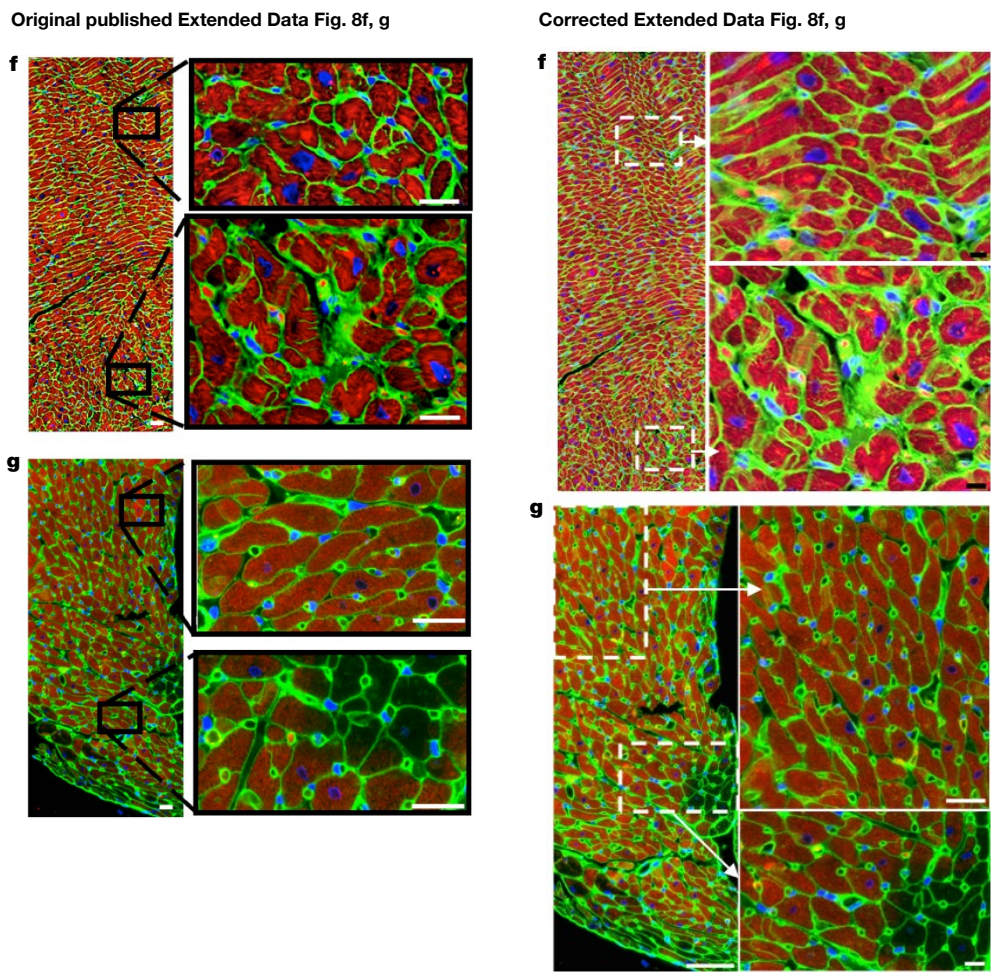 Original published Extended Data Fig. 8f, g
Corrected Extended Data Fig. 8f, g
f
f
g
g